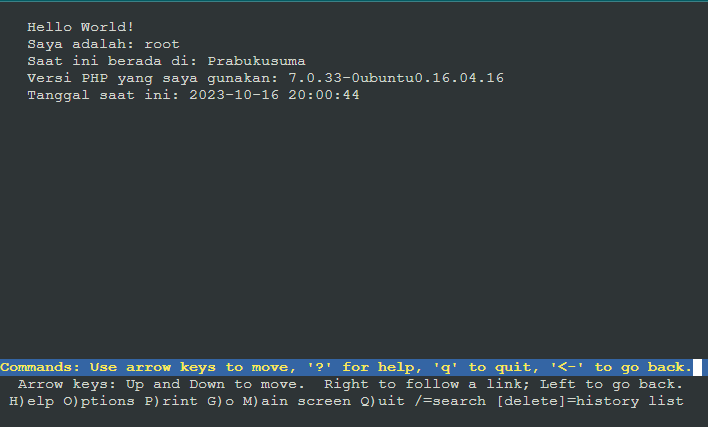 Hello World!
Saya adalah: root
Saat ini berada di: Prabukusuma
Versi PHP yang saya gunakan: 7.0.33-0ubuntu0.16.04.16
Tanggal saat ini: 2023-10-16 20:00:44
Commands: Use arrow keys to move, '?' for help, 'q' to quit, '<-' to go back.
Arrow keys: Up and Down to move.  Right to follow a link; Left to go back.
H)elp O)ptions P)rint G)o M)ain screen Q)uit /=search [delete]=history list